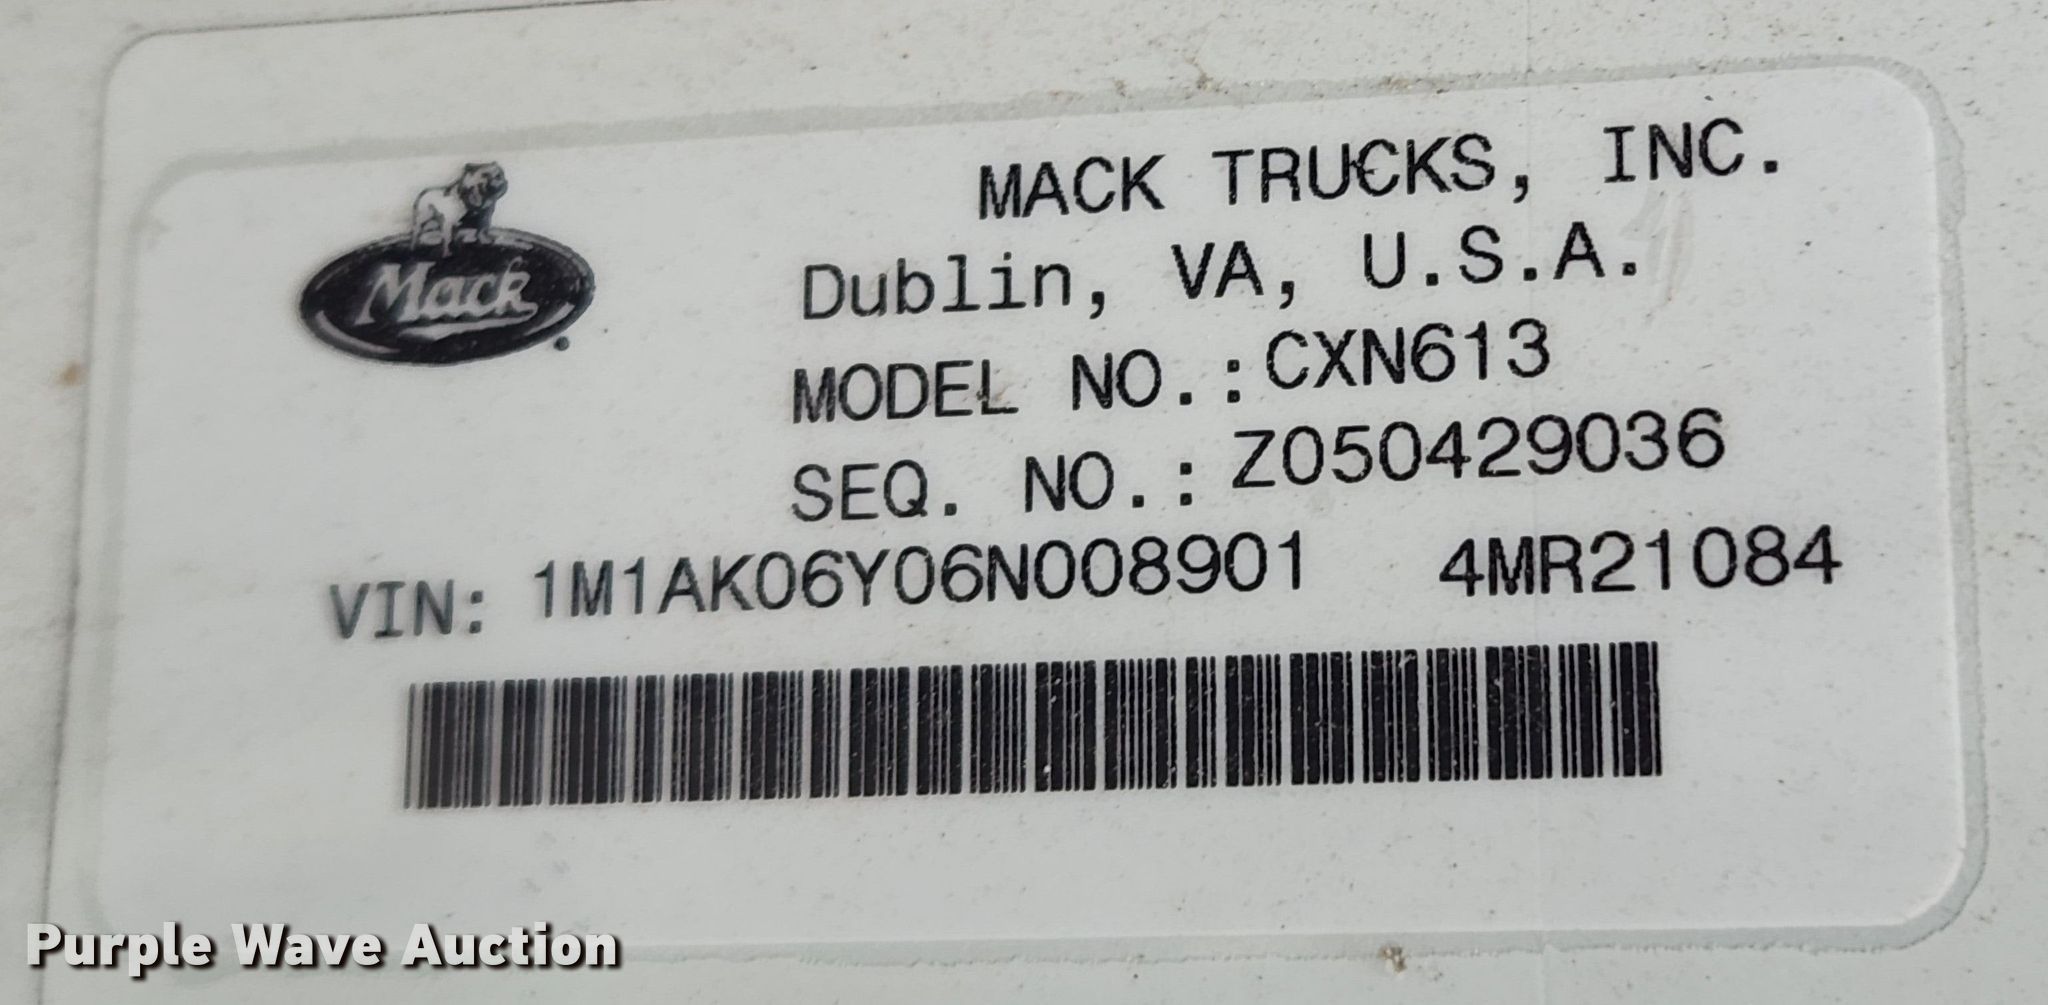 Mack
MACK TRUCKS, INC.
Dublin, VA, U.S.A.
MODEL NO.:CXN613
SEQ. NO.:Z050429036
VIN: 1M1AK06Y06N008901 4MR21084
Purple Wave Auction